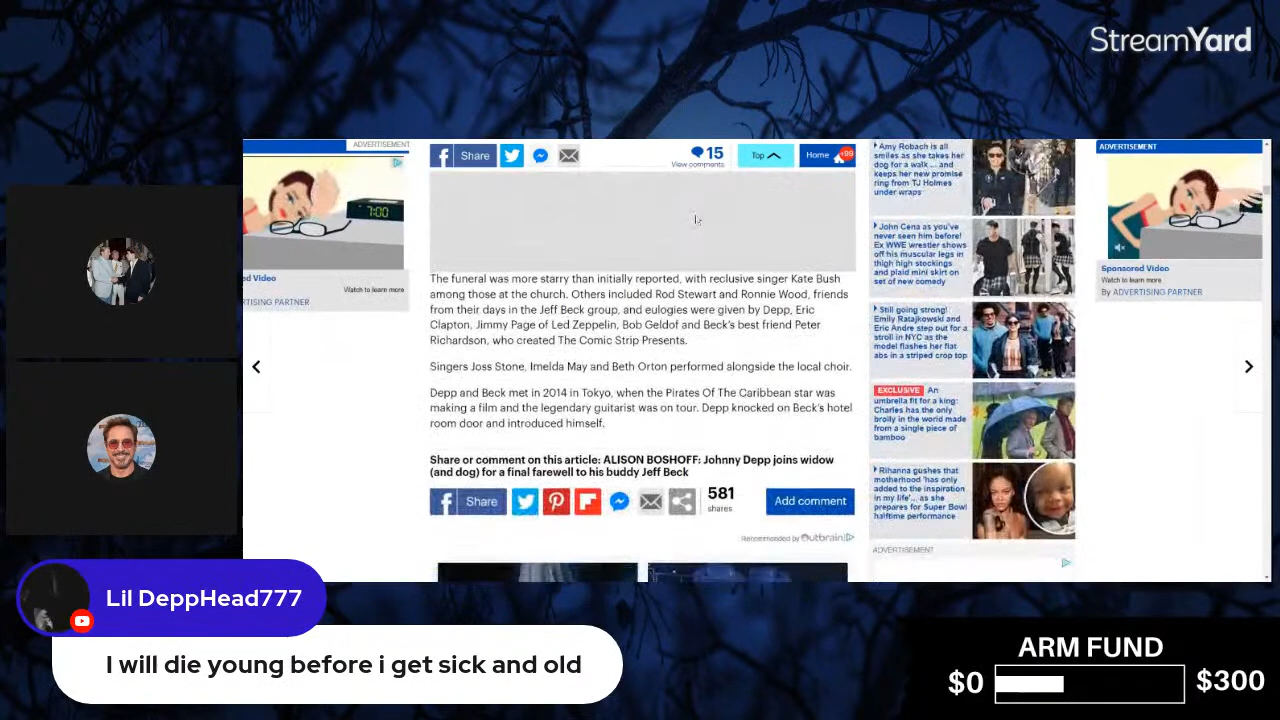 StreamYard
ADVERTISEMENT
7:00
ed Video
Watch to learn more
RTISING PARTNER
Share
15
View comments
Top
Home
+99
The funeral was more starry than initially reported, with reclusive singer Kate Bush
among those at the church. Others included Rod Stewart and Ronnie Wood, friends
from their days in the Jeff Beck group, and eulogies were given by Depp, Eric
Clapton, Jimmy Page of Led Zeppelin, Bob Geldof and Beck's best friend Peter
Richardson, who created The Comic Strip Presents.
Singers Joss Stone, Imelda May and Beth Orton performed alongside the local choir.
Depp and Beck met in 2014 in Tokyo, when the Pirates Of The Caribbean star was
making a film and the legendary guitarist was on tour. Depp knocked on Beck's hotel
room door and introduced himself.
Share or comment on this article: ALISON BOSHOFF: Johnny Depp joins widow
(and dog) for a final farewell to his buddy Jeff Beck
Share
581
shares
Add comment
Recommended by Outbrain
Amy Robach is all
smiles as she takes her
dog for a walk ... and
keeps her new promise
ring from TJ Holmes
under wraps
John Cena as you've
never seen him before!
Ex WWE wrestler shows
off his muscular legs in
thigh high stockings
and plaid mini skirt on
set of new comedy
Still going strong!
Emily Ratajkowski and
Eric Andre step out for a
stroll in NYC as the
model flashes her flat
abs in a striped crop top
EXCLUSIVE An
umbrella fit for a king:
Charles has the only
brolly in the world made
from a single piece of
bamboo
Rihanna gushes that
motherhood 'has only
added to the inspiration
in my life'... as she
prepares for Super Bowl
halftime performance
ADVERTISEMENT
ADVERTISEMENT
Sponsored Video
Watch to learn more
By ADVERTISING PARTNER
Lil DeppHead777
I will die young before i get sick and old
ARM FUND
$0
$300